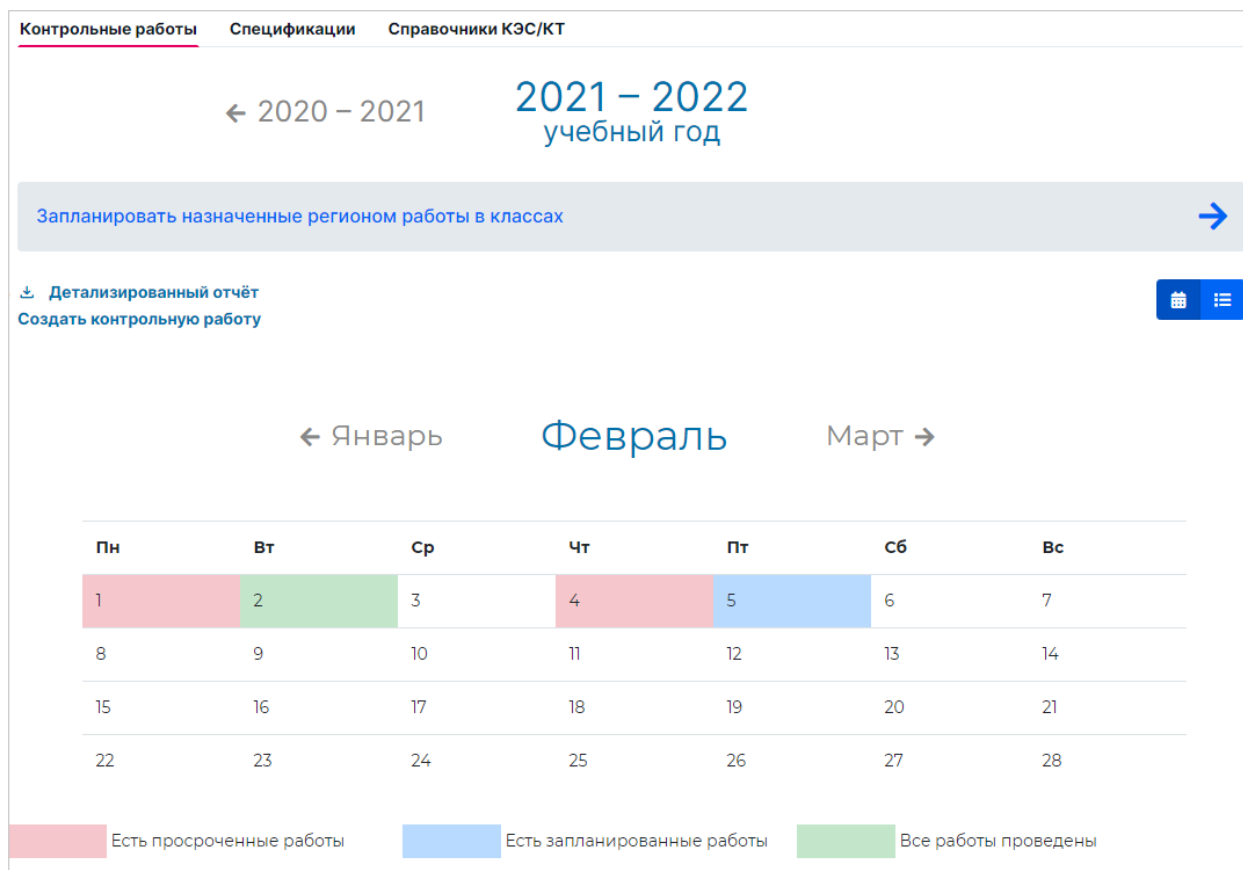 Контрольные работы Спецификации Справочники КЭС/КТ
← 2020 – 2021 2021 – 2022
учебный год
Запланировать назначенные регионом работы в классах →
Детализированный отчёт
Создать контрольную работу
← Январь Февраль Март →
Пн Вт Ср Чт Пт Сб Вс
1 2 3 4 5 6 7
8 9 10 11 12 13 14
15 16 17 18 19 20 21
22 23 24 25 26 27 28
Есть просроченные работы Есть запланированные работы Все работы проведены